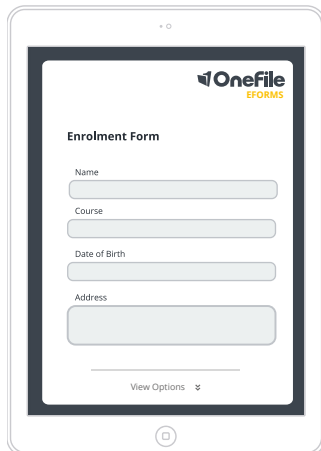 OneFile
EFORMS
Enrolment Form
Name
Course
Date of Birth
Address
View Options